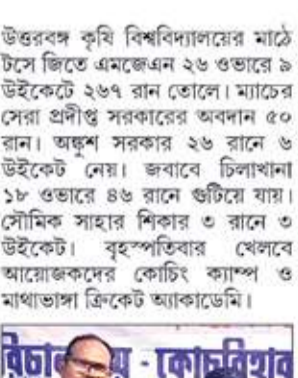 উত্তরবঙ্গ কৃষি বিশ্ববিদ্যালয়ের মাঠে
টসে জিতে এমজেএন ২৬ ওভারে ৯
উইকেটে ২৬৭ রান তোলে। ম্যাচের
সেরা প্রদীপ্ত সরকারের অবদান ৫০
রান। অঙ্কুশ সরকার ২৬ রানে ৬
উইকেট নেয়। জবাবে চিলাখানা
১৮ ওভারে ৪৬ রানে গুটিয়ে যায়।
সৌমিক সাহার শিকার ৩ রানে ৩
উইকেট। বৃহস্পতিবার খেলবে
আয়োজকদের কোচিং ক্যাম্প ও
মাথাভাঙ্গা ক্রিকেট অ্যাকাডেমি।
- কোচবিহার